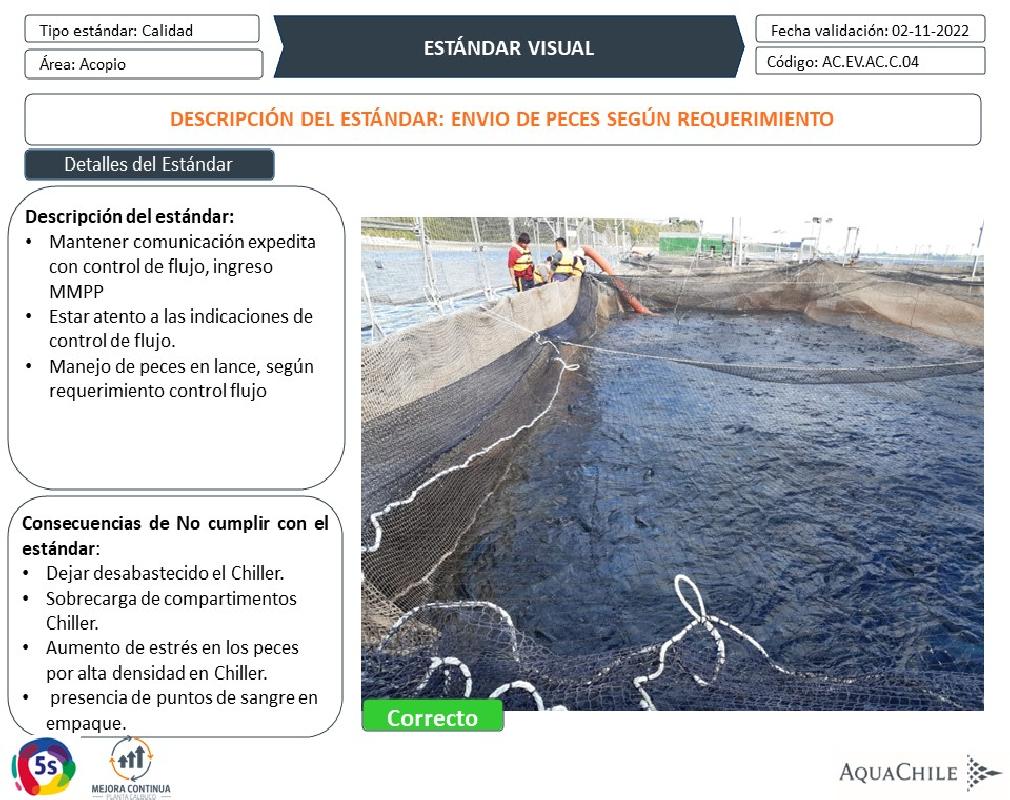 Tipo estándar: Calidad
Área: Acopio
ESTÁNDAR VISUAL
Fecha validación: 02-11-2022
Código: AC.EV.AC.C.04
DESCRIPCIÓN DEL ESTÁNDAR: ENVIO DE PECES SEGÚN REQUERIMIENTO
Detalles del Estándar
Descripción del estándar:
• Mantener comunicación expedita
con control de flujo, ingreso
MMPP
• Estar atento a las indicaciones de
control de flujo.
• Manejo de peces en lance, según
requerimiento control flujo
Consecuencias de No cumplir con el
estándar:
• Dejar desabastecido el Chiller.
• Sobrecarga de compartimentos
Chiller.
• Aumento de estrés en los peces
por alta densidad en Chiller.
• presencia de puntos de sangre en
empaque.
Correcto
5s
MEJORA CONTINUA
PLANTA CALBUCO
AQUACHILE